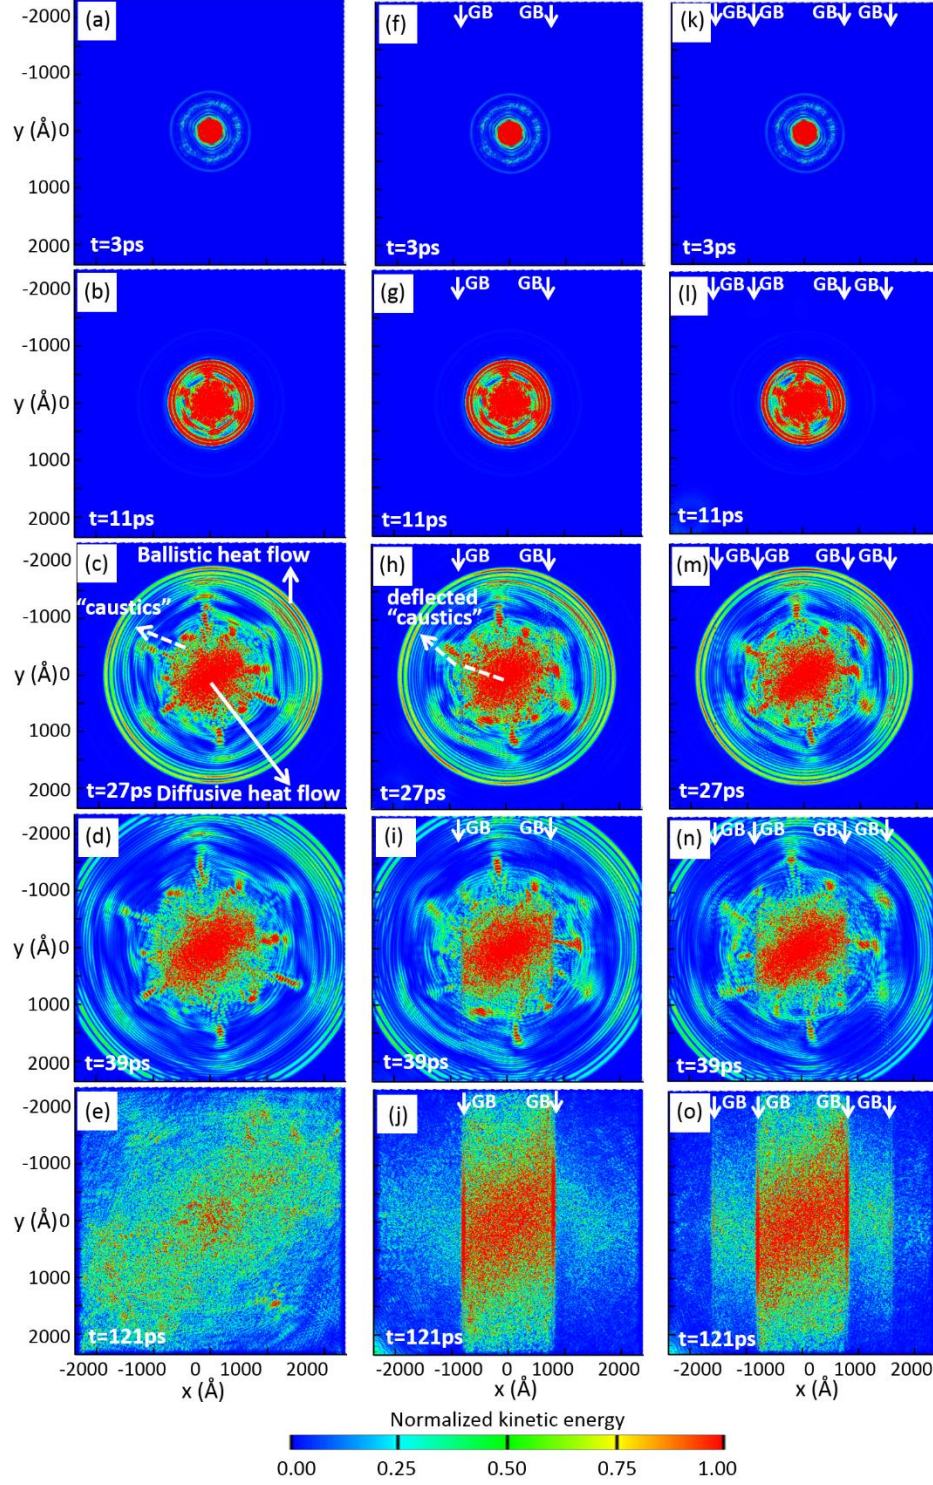 (a) (f) GB GB (k) GB GB GB GB
-2000
-1000
y (Å) 0
1000
2000
t=3ps t=3ps t=3ps
(b) (g) GB GB (l) GB GB GB GB
-2000
-1000
y (Å) 0
1000
2000
t=11ps t=11ps t=11ps
(c) Ballistic heat flow (h) GB GB (m) GB GB GB GB
-2000
"caustics" deflected
"caustics"
-1000
y (Å) 0
1000
2000
t=27ps Diffusive heat flow t=27ps t=27ps
(d) (i) GB GB (n) GB GB GB GB
-2000
-1000
y (Å) 0
1000
2000
t=39ps t=39ps t=39ps
(e) (j) GB GB (o) GB GB GB GB
-2000
-1000
y (Å) 0
1000
2000
t=121ps t=121ps t=121ps
-2000 -1000 0 1000 2000 -2000 -1000 0 1000 2000 -2000 -1000 0 1000 2000
x (Å) x (Å) x (Å)
Normalized kinetic energy
0.00 0.25 0.50 0.75 1.00